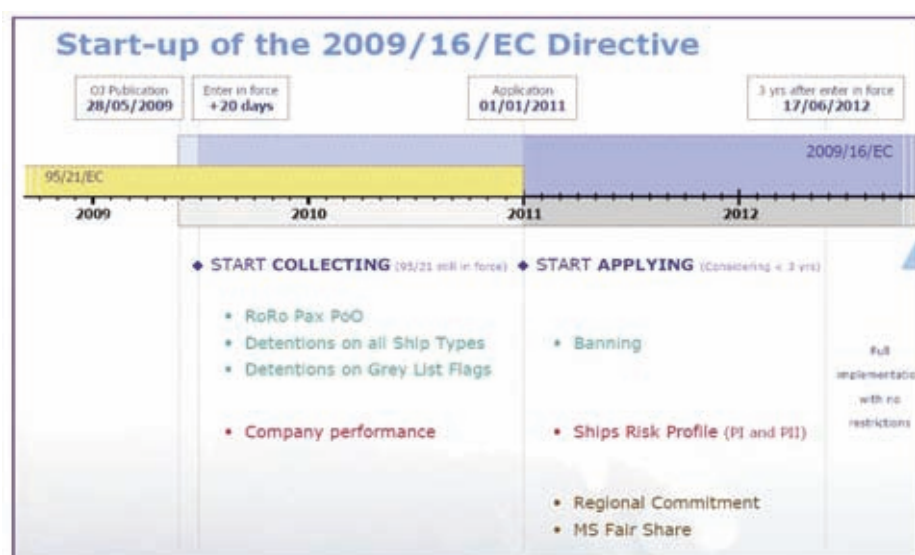 Start-up of the 2009/16/EC Directive
OJ Publication
28/05/2009
Enter in force
+20 days
Application
01/01/2011
3 yrs after enter in force
17/06/2012
2009/16/EC
95/21/EC
2009 2010 2011 2012
START COLLECTING (95/21 still in force)
START APPLYING (Considering < 3 yrs)
• RoRo Pax PoO
• Detentions on all Ship Types
• Detentions on Grey List Flags
• Company performance
• Banning
• Ships Risk Profile (PI and PII)
• Regional Commitment
• MS Fair Share
Full
implementatio
with no
restrictions